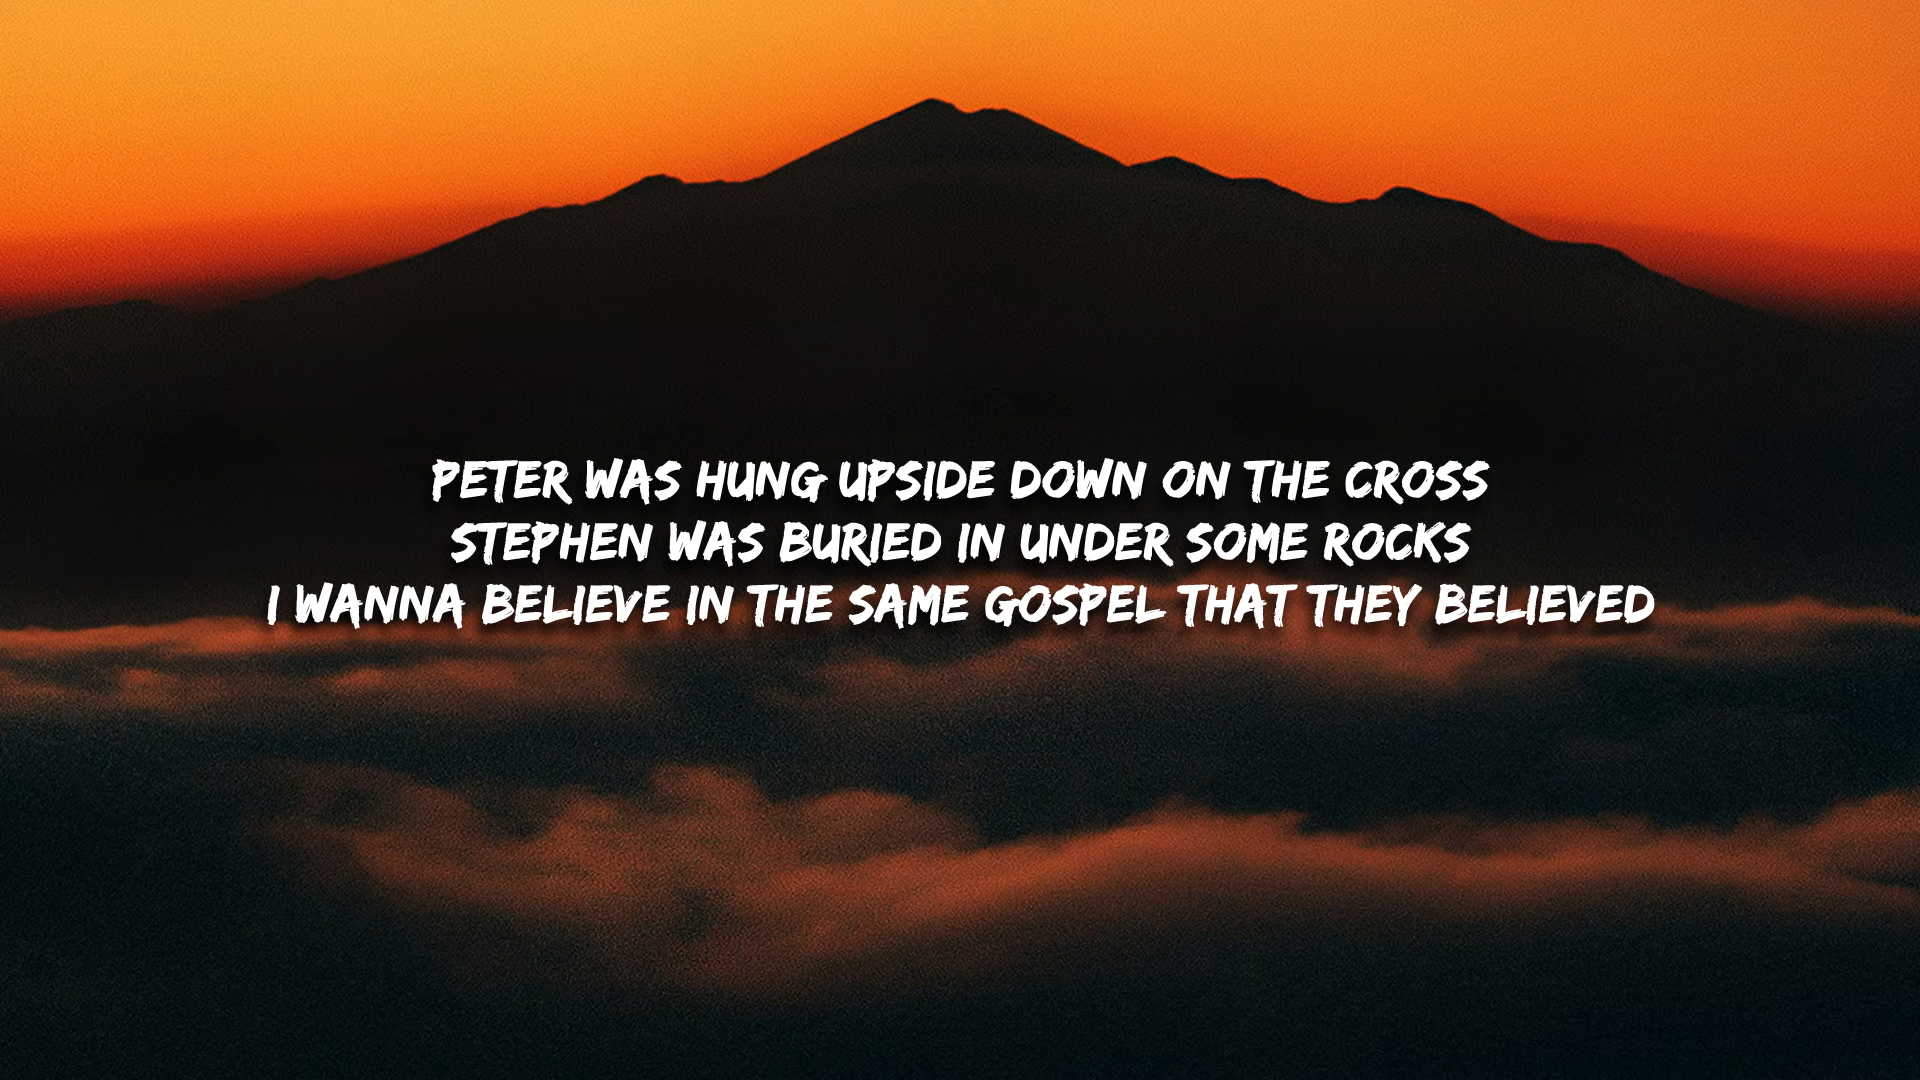 PETER WAS HUNG UPSIDE DOWN ON THE CROSS
STEPHEN WAS BURIED IN UNDER SOME ROCKS
I WANNA BELIEVE IN THE SAME GOSPEL THAT THEY BELIEVED